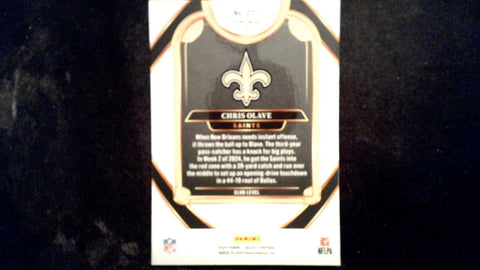 CHRIS OLAVE
SAINTS
When New Orleans needs instant offense,
it throws the ball up to Olave. The third-year
pass-catcher has a knack for big plays.
In Week 2 of 2024, he got the Saints into
the red zone with a 39-yard catch and run over
the middle to set up an opening-drive touchdown
in a 44-19 rout of Dallas.
CLUB LEVEL
PANINI
NFL
NFLPA